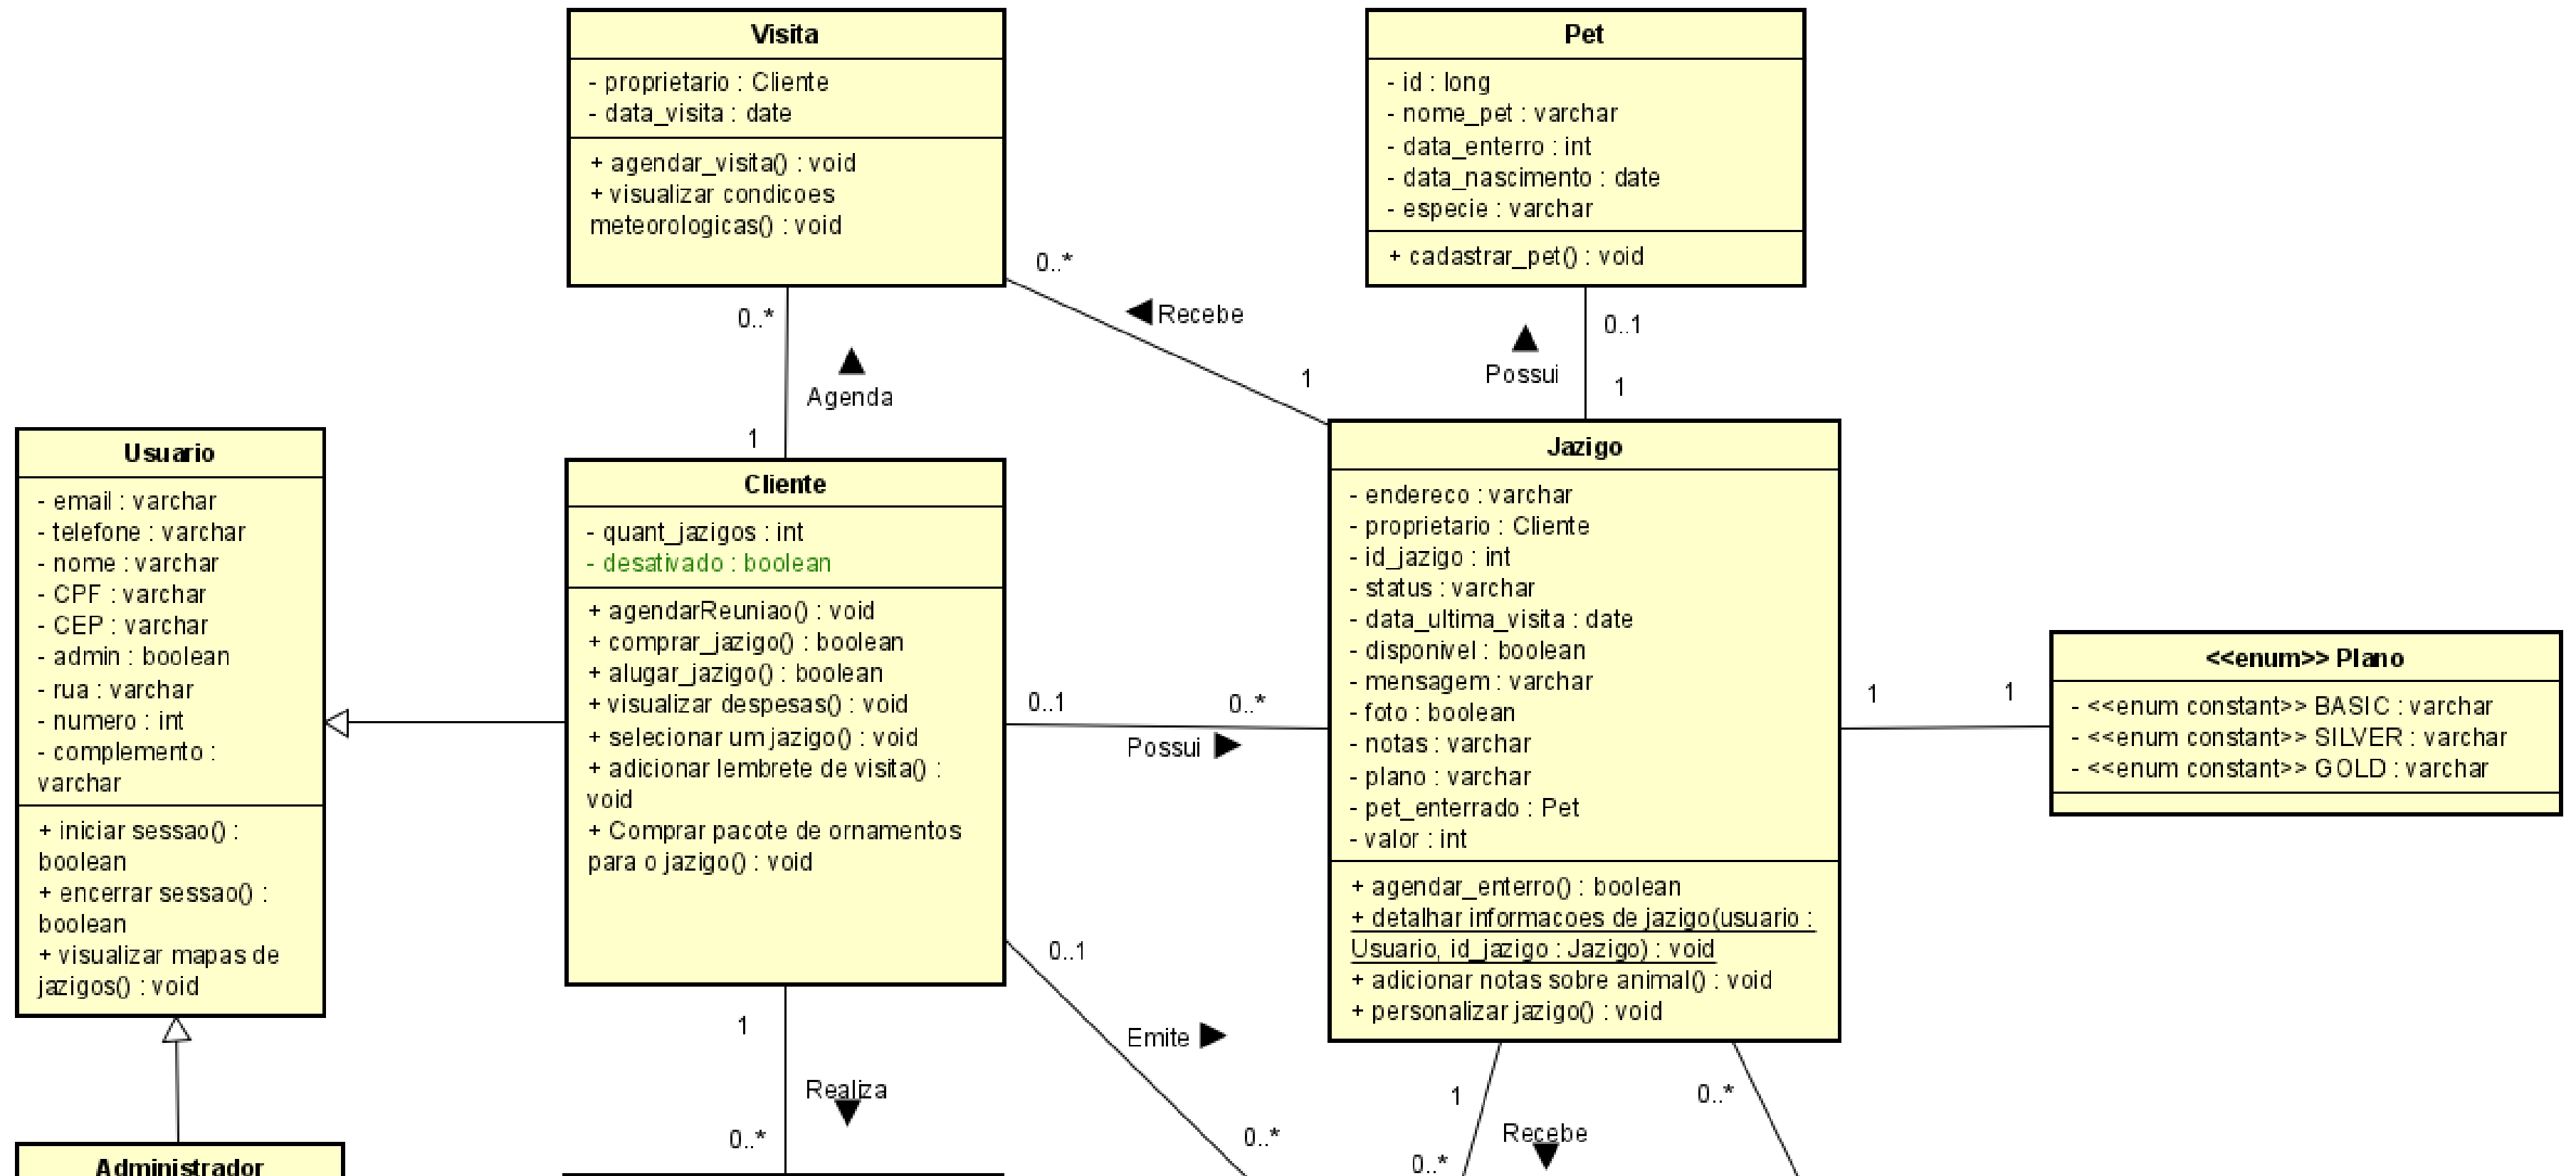 Visita
- proprietario : Cliente
- data_visita : date
+ agendar_visita() : void
+ visualizar condicoes
meteorologicas() : void
Pet
- id : long
- nome_pet : varchar
- data_enterro : int
- data_nascimento : date
- especie : varchar
+ cadastrar_pet() : void
0..*
Agenda
1
0..*
Recebe
1
0..1
Possui
1
Usuario
- email : varchar
- telefone : varchar
- nome : varchar
- CPF : varchar
- CEP : varchar
- admin : boolean
- rua : varchar
- numero : int
- complemento :
varchar
+ iniciar sessao() :
boolean
+ encerrar sessao() :
boolean
+ visualizar mapas de
jazigos() : void
Cliente
- quant_jazigos : int
- desativado : boolean
+ agendarReuniao() : void
+ comprar_jazigo() : boolean
+ alugar_jazigo() : boolean
+ visualizar despesas() : void
+ selecionar um jazigo() : void
+ adicionar lembrete de visita() :
void
+ Comprar pacote de ornamentos
para o jazigo() : void
0..1
0..*
Possui
Jazigo
- endereco : varchar
- proprietario : Cliente
- id_jazigo : int
- status : varchar
- data_ultima_visita : date
- disponivel : boolean
- mensagem : varchar
- foto : boolean
- notas : varchar
- plano : varchar
- pet_enterrado : Pet
- valor : int
+ agendar_enterro() : boolean
+ detalhar informacoes de jazigo(usuario :
Usuario, id_jazigo : Jazigo) : void
+ adicionar notas sobre animal() : void
+ personalizar jazigo() : void
1
1
<<enum>> Plano
- <<enum constant>> BASIC : varchar
- <<enum constant>> SILVER : varchar
- <<enum constant>> GOLD : varchar
0..1
Emite
0..*
1
Realiza
0..*
1
Recebe
0..*
0..*
Administrador